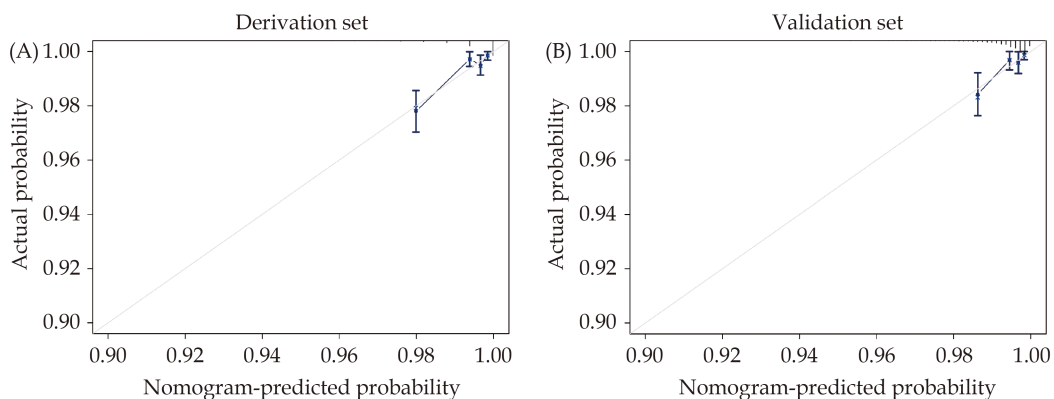 Derivation set
(A)
1.00
0.98
0.96
0.94
0.92
0.90
Actual probability
0.90 0.92 0.94 0.96 0.98 1.00
Nomogram-predicted probability
Validation set
(B)
1.00
0.98
0.96
0.94
0.92
0.90
Actual probability
0.90 0.92 0.94 0.96 0.98 1.00
Nomogram-predicted probability